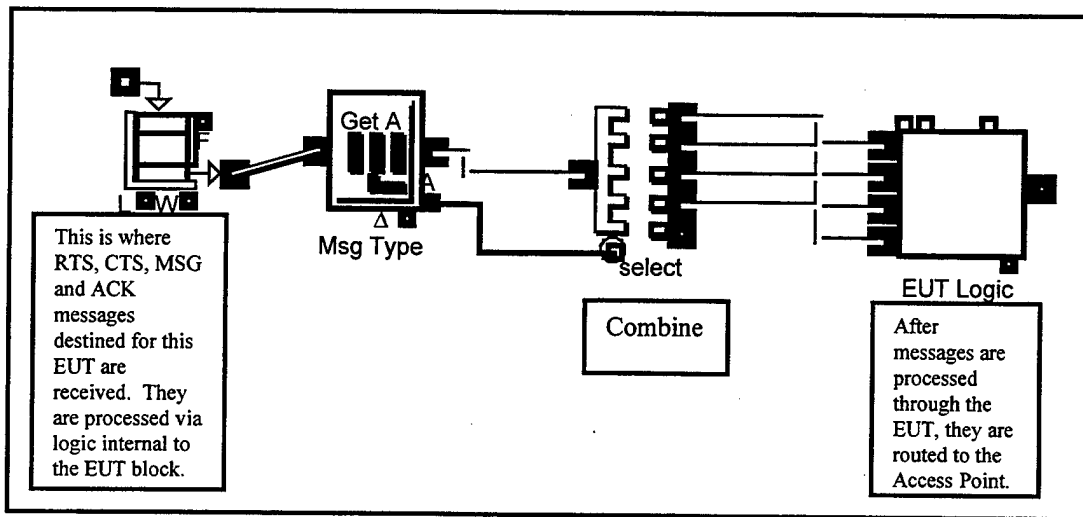 Get A
A
L W
Δ
Msg Type
select
Combine
EUT Logic
This is where
RTS, CTS, MSG
and ACK
messages
destined for this
EUT are
received. They
are processed via
logic internal to
the EUT block.
After
messages are
processed
through the
EUT, they are
routed to the
Access Point.